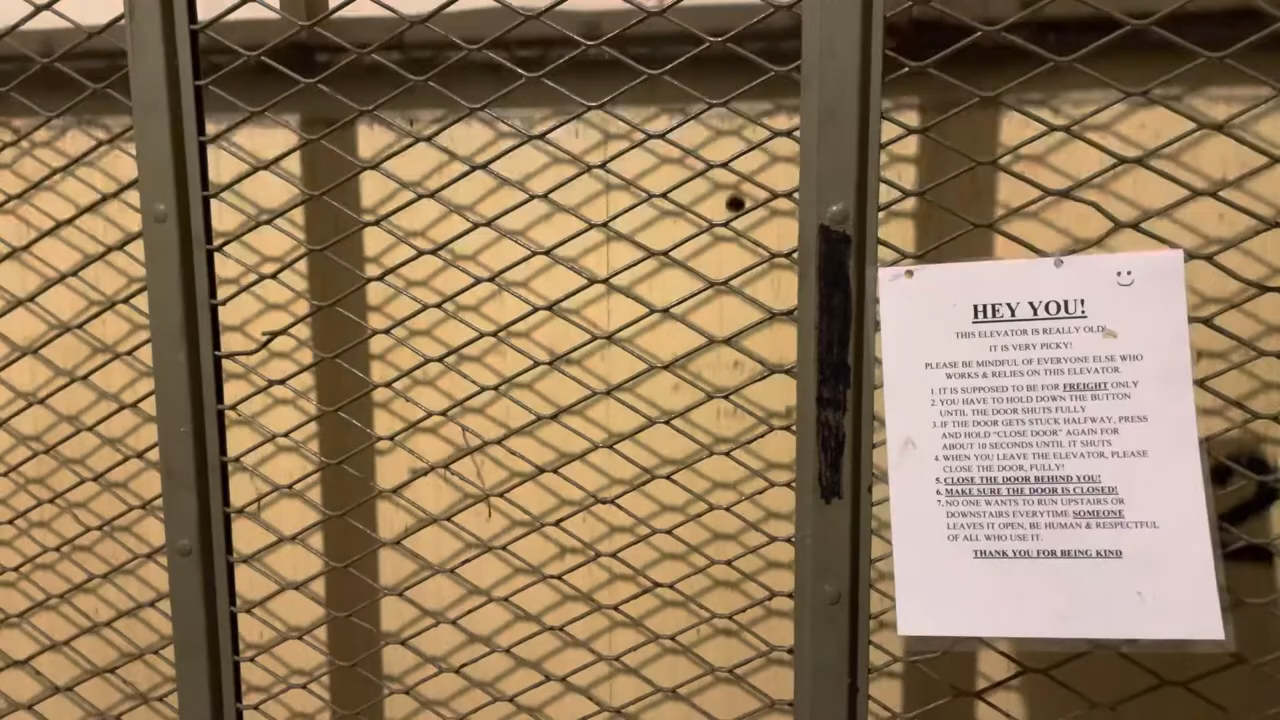 HEY YOU!
THIS ELEVATOR IS REALLY OLD!
IT IS VERY PICKY!
PLEASE BE MINDFUL OF EVERYONE ELSE WHO
WORKS & RELIES ON THIS ELEVATOR.
1. IT IS SUPPOSED TO BE FOR FREIGHT ONLY
2. YOU HAVE TO HOLD DOWN THE BUTTON
UNTIL THE DOOR SHUTS FULLY
3. IF THE DOOR GETS STUCK HALFWAY, PRESS
AND HOLD "CLOSE DOOR" AGAIN FOR
ABOUT 10 SECONDS UNTIL IT SHUTS
4. WHEN YOU LEAVE THE ELEVATOR, PLEASE
CLOSE THE DOOR, FULLY!
5. CLOSE THE DOOR BEHIND YOU!
6. MAKE SURE THE DOOR IS CLOSED!
7. NO ONE WANTS TO RUN UPSTAIRS OR
DOWNSTAIRS EVERYTIME SOMEONE
LEAVES IT OPEN, BE HUMAN & RESPECTFUL
OF ALL WHO USE IT.
THANK YOU FOR BEING KIND